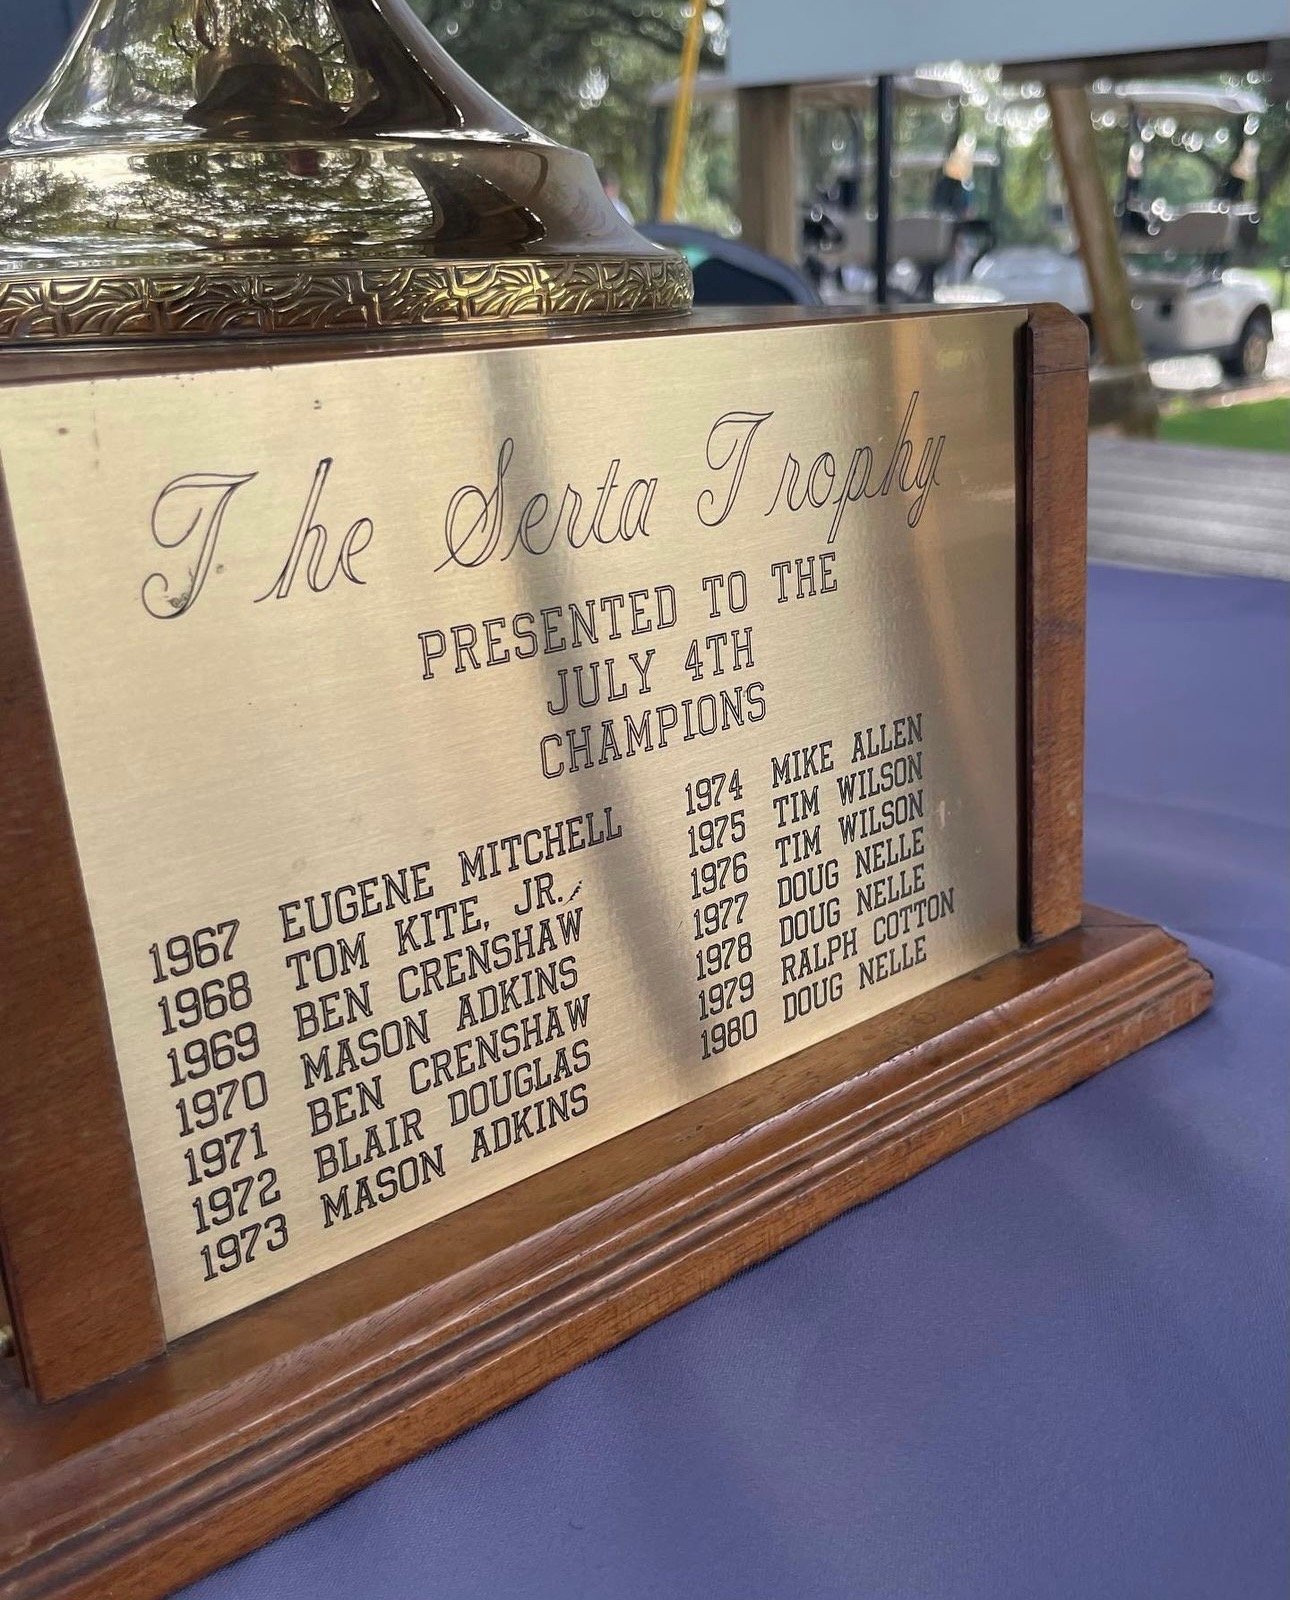 The Serta Trophy
PRESENTED TO THE
JULY 4TH
CHAMPIONS
1967 EUGENE MITCHELL
1968 TOM KITE, JR.
1969 BEN CRENSHAW
1970 MASON ADKINS
1971 BEN CRENSHAW
1972 BLAIR DOUGLAS
1973 MASON ADKINS
1974 MIKE ALLEN
1975 TIM WILSON
1976 TIM WILSON
1977 DOUG NELLE
1978 DOUG NELLE
1979 RALPH COTTON
1980 DOUG NELLE